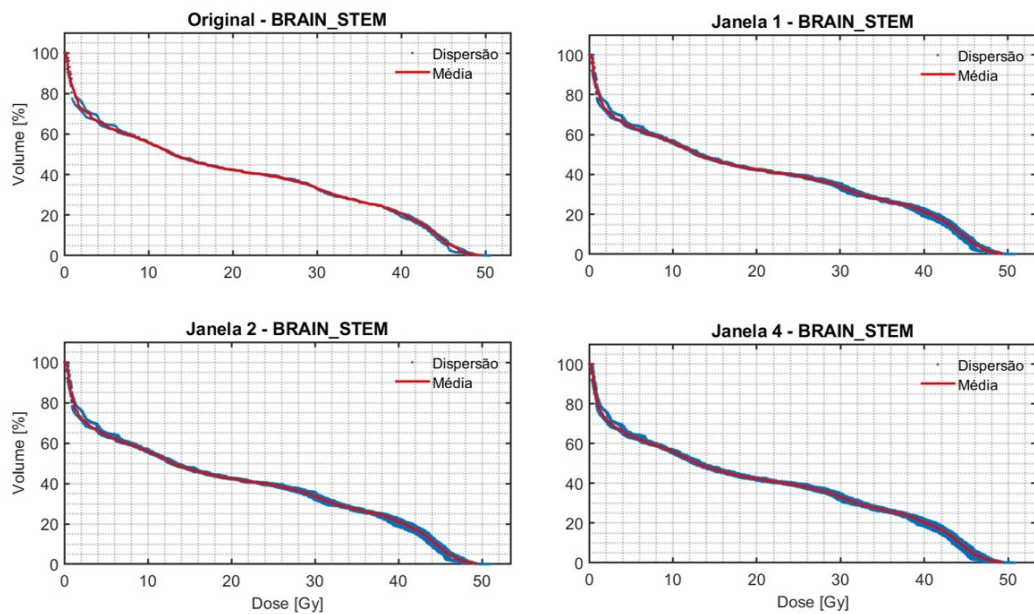 Original - BRAIN_STEM
100
80
60
40
20
0
Volume [%]
0 10 20 30 40 50
Dispersão
Média
Janela 1 - BRAIN_STEM
100
80
60
40
20
0
0 10 20 30 40 50
Dispersão
Média
Janela 2 - BRAIN_STEM
100
80
60
40
20
0
Volume [%]
0 10 20 30 40 50
Dose [Gy]
Dispersão
Média
Janela 4 - BRAIN_STEM
100
80
60
40
20
0
0 10 20 30 40 50
Dose [Gy]
Dispersão
Média